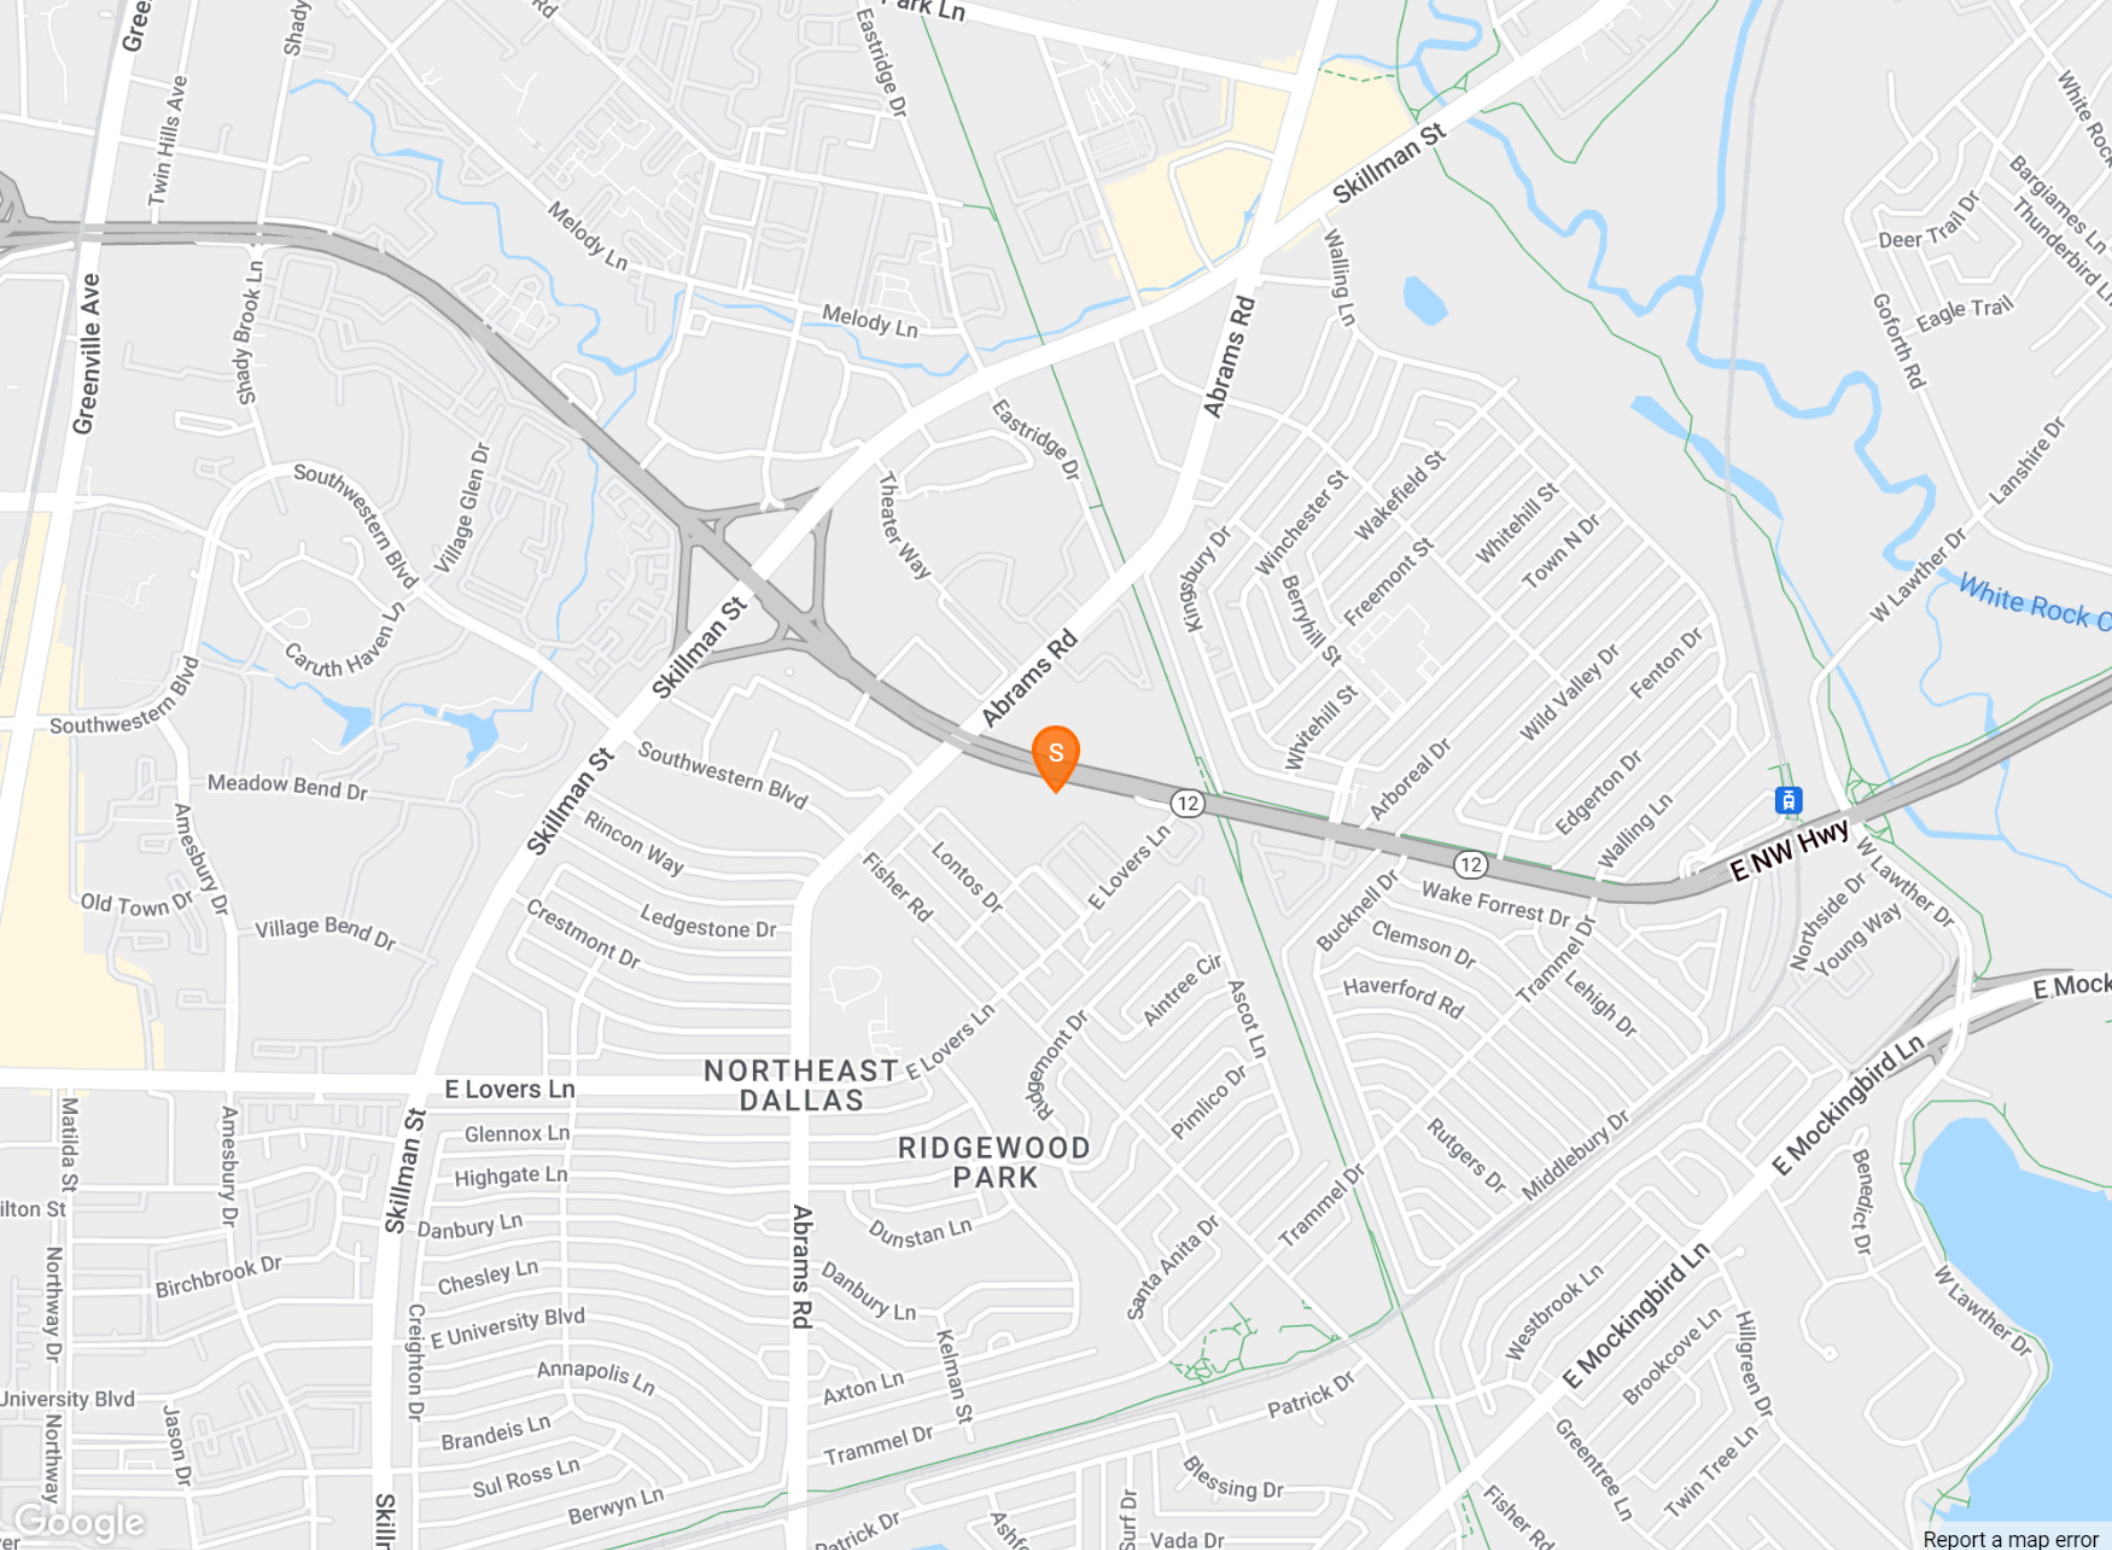 Gree
Rd
Park Ln
Shady
Eastridge Dr
Twin Hills Ave
Skillman St
White Rock
Bargiames Ln
Thunderbird Ln
Deer Trail Dr
Melody Ln
Walling Ln
Eagle Trail
Goforth Rd
Greenville Ave
Shady Brook Ln
Melody Ln
Abrams Rd
Eastridge Dr
Lanshire Dr
Southwestern Blvd
Village Glen Dr
Theater Way
Winchester St
Wakefield St
Whitehill St
Town N Dr
Kingsbury Dr
Berryhill St
Freemont St
W Lawther Dr
White Rock C
Caruth Haven Ln
Skillman St
Abrams Rd
Whitehill St
Wild Valley Dr
Fenton Dr
Southwestern Blvd
S
Southwestern Blvd
Arboreal Dr
Edgerton Dr
Meadow Bend Dr
Amesbury Dr
Skillman St
12
Walling Ln
Rincon Way
Fisher Rd
Lontos Dr
E Lovers Ln
12
E NW Hwy
W Lawther Dr
Old Town Dr
Crestmont Dr
Ledgestone Dr
Bucknell Dr
Wake Forrest Dr
Northside Dr
Young Way
Village Bend Dr
Clemson Dr
Trammel Dr
Aintree Cir
Ascot Ln
Haverford Rd
Lehigh Dr
E Mock
E Lovers Ln
Ridgemont Dr
NORTHEAST
DALLAS
E Lovers Ln
Pimlico Dr
E Mockingbird Ln
Matilda St
Amesbury Dr
Skillman St
Glennox Ln
RIDGEWOOD
PARK
Rutgers Dr
Middlebury Dr
Benedict Dr
Highgate Ln
ilton St
Danbury Ln
Abrams Rd
Dunstan Ln
Santa Anita Dr
Trammel Dr
Northway Dr
Birchbrook Dr
Chesley Ln
Danbury Ln
Westbrook Ln
E Mockingbird Ln
W Lawther Dr
Creighton Dr
E University Blvd
Kelman St
Brookcove Ln
Hillgreen Dr
University Blvd
Annapolis Ln
Axton Ln
Patrick Dr
Jason Dr
Northway
Brandeis Ln
Trammel Dr
Greentree Ln
Twin Tree Ln
Sul Ross Ln
Blessing Dr
Skillm
Berwyn Ln
Patrick Dr
Ashfo
Surf Dr
Vada Dr
Fisher Rd
Google
er
Report a map error